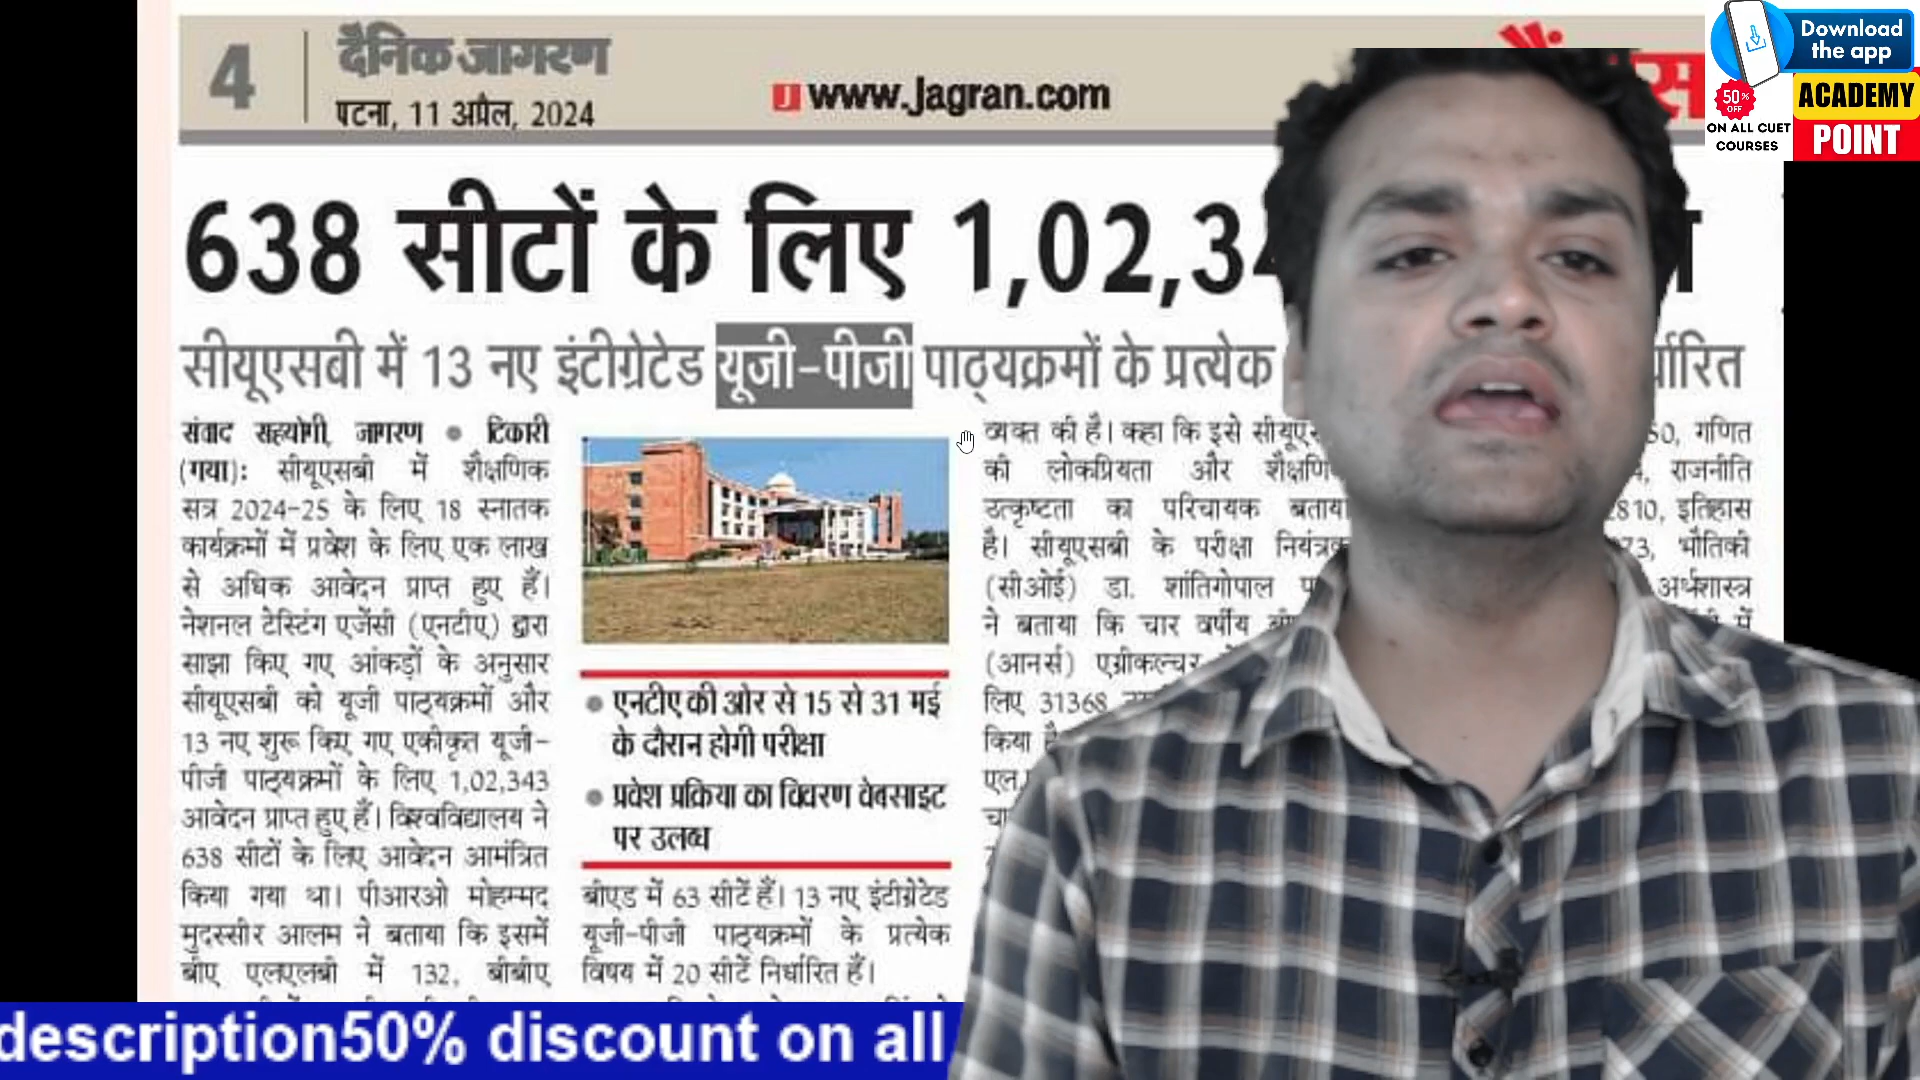 4
दैनिक जागरण
पटना, 11 अप्रैल, 2024
www.jagran.com
Download
the app
50%
OFF
ON ALL CUET
COURSES
ACADEMY
POINT
638 सीटों के लिए 1,02,34
सीयूएसबी में 13 नए इंटीग्रेटेड यूजी-पीजी पाठ्यक्रमों के प्रत्येक
संवाद सहयोगी, जागरण ● टिकारी
(गया): सीयूएसबी में शैक्षणिक
सत्र 2024-25 के लिए 18 स्नातक
कार्यक्रमों में प्रवेश के लिए एक लाख
से अधिक आवेदन प्राप्त हुए हैं।
नेशनल टेस्टिंग एजेंसी (एनटीए) द्वारा
साझा किए गए आंकड़ों के अनुसार
सीयूएसबी को यूजी पाठ्यक्रमों और
13 नए शुरू किए गए एकीकृत यूजी-
पीजी पाठ्यक्रमों के लिए 1,02,343
आवेदन प्राप्त हुए हैं। विश्वविद्यालय ने
638 सीटों के लिए आवेदन आमंत्रित
किया गया था। पीआरओ मोहम्मद
मुदस्सीर आलम ने बताया कि इसमें
बीए एलएलबी में 132, बीबीए
● एनटीए की ओर से 15 से 31 मई
के दौरान होगी परीक्षा
● प्रवेश प्रक्रिया का विवरण वेबसाइट
पर उलब्ध
बीएड में 63 सीटें हैं। 13 नए इंटीग्रेटेड
यूजी-पीजी पाठ्यक्रमों के प्रत्येक
विषय में 20 सीटें निर्धारित हैं।
व्यक्त की है। कहा कि इसे
की लोकप्रियता और
उत्कृष्टता का परिचायक बताया
है। सीयूएसबी के परीक्षा नियंत्रक
(सीओई) डा. शांतिगोपाल
ने बताया कि चार वर्षीय
(आनर्स) एग्रीकल्चर
लिए 31368
किया
गणित
राजनीति
2810, इतिहास
73, भौतिकी
अर्थशास्त्र
में
description50% discount on all